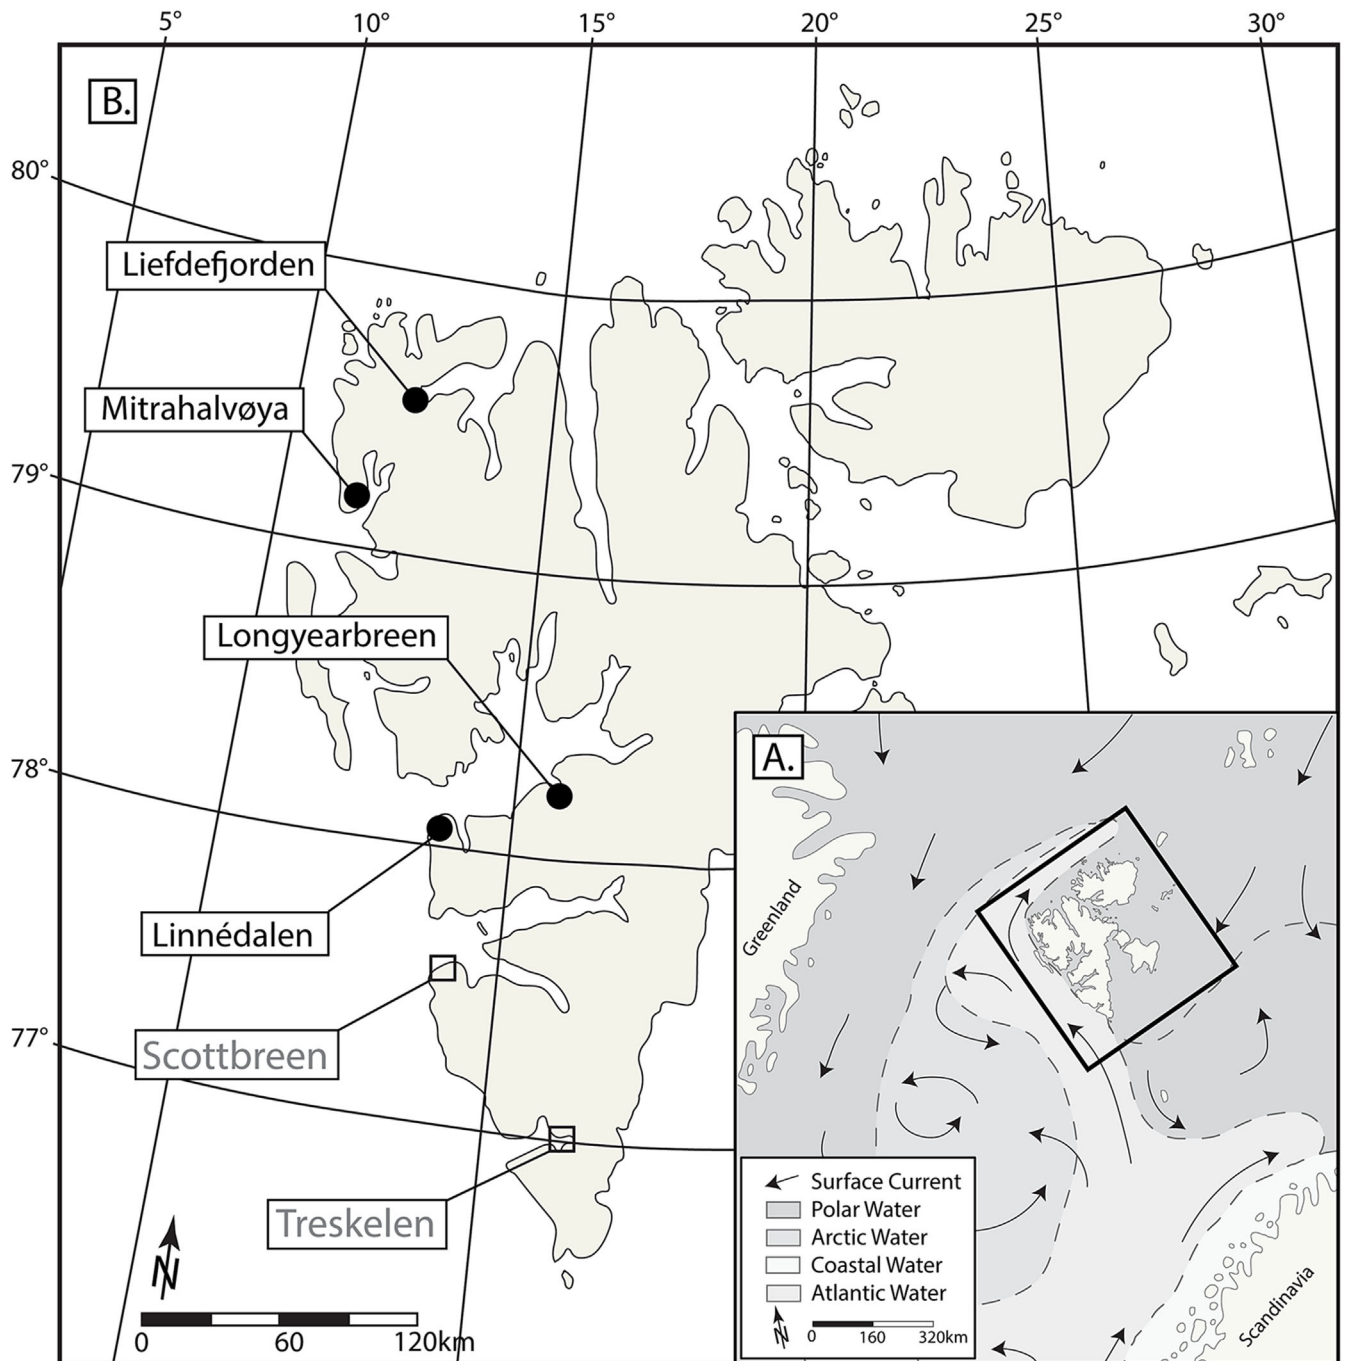 5° 10° 15° 20° 25° 30°
B.
80°
Liefdefjorden
Mitrahalvøya
79°
Longyearbreen
78°
A.
Greenland
Linnédalen
77°
Scottbreen
Treskelen
N
0 60 120km
Surface Current
Polar Water
Arctic Water
Coastal Water
Atlantic Water
N
0 160 320km
Scandinavia